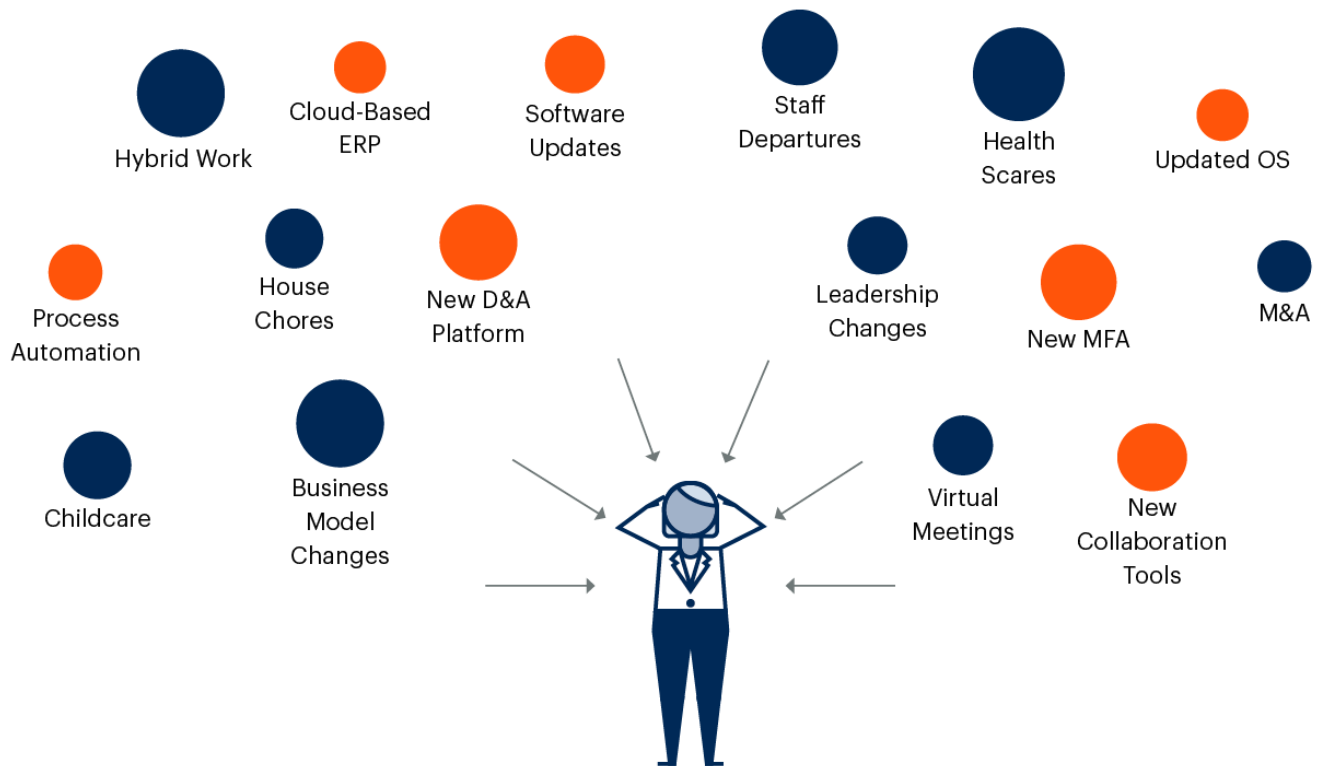 Hybrid Work
Cloud-Based
ERP
Software
Updates
Staff
Departures
Health
Scares
Updated OS
Process
Automation
House
Chores
New D&A
Platform
Leadership
Changes
New MFA
M&A
Childcare
Business
Model
Changes
Virtual
Meetings
New
Collaboration
Tools